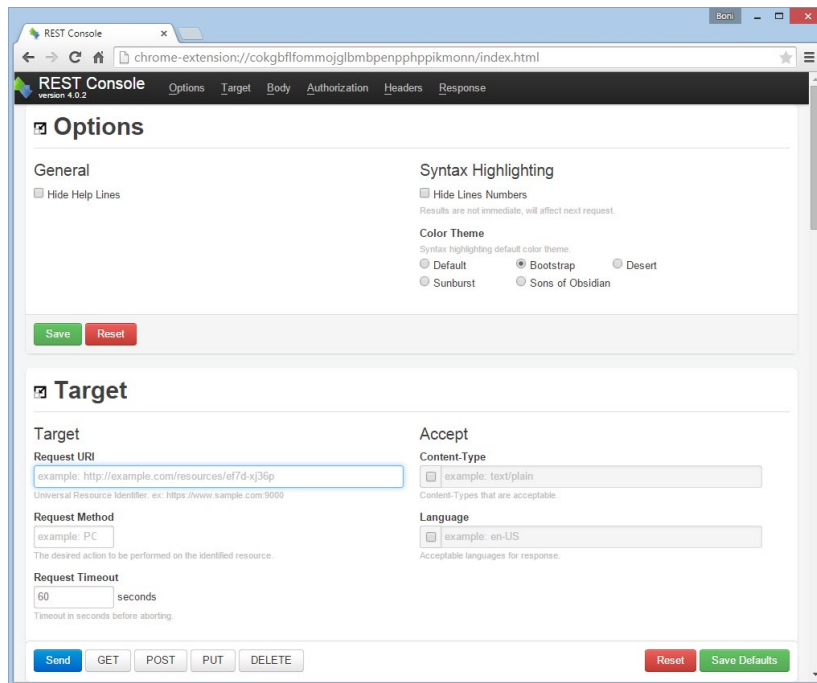 Boni
REST Console
chrome-extension://cokgbflfommojglbmbpenpphppikmonn/index.html
REST Console
version 4.0.2
Options Target Body Authorization Headers Response
Options
General
Hide Help Lines
Syntax Highlighting
Hide Lines Numbers
Results are not immediate, will affect next request.
Color Theme
Syntax highlighting default color theme.
Default Bootstrap Desert
Sunburst Sons of Obsidian
Save Reset
Target
Target
Request URI
example: http://example.com/resources/ef7d-xj36p
Universal Resource Identifier. ex: https://www.sample.com:9000
Request Method
example: PC
The desired action to be performed on the identified resource.
Request Timeout
60 seconds
Timeout in seconds before aborting.
Accept
Content-Type
example: text/plain
Content-Types that are acceptable.
Language
example: en-US
Acceptable languages for response.
Send GET POST PUT DELETE Reset Save Defaults